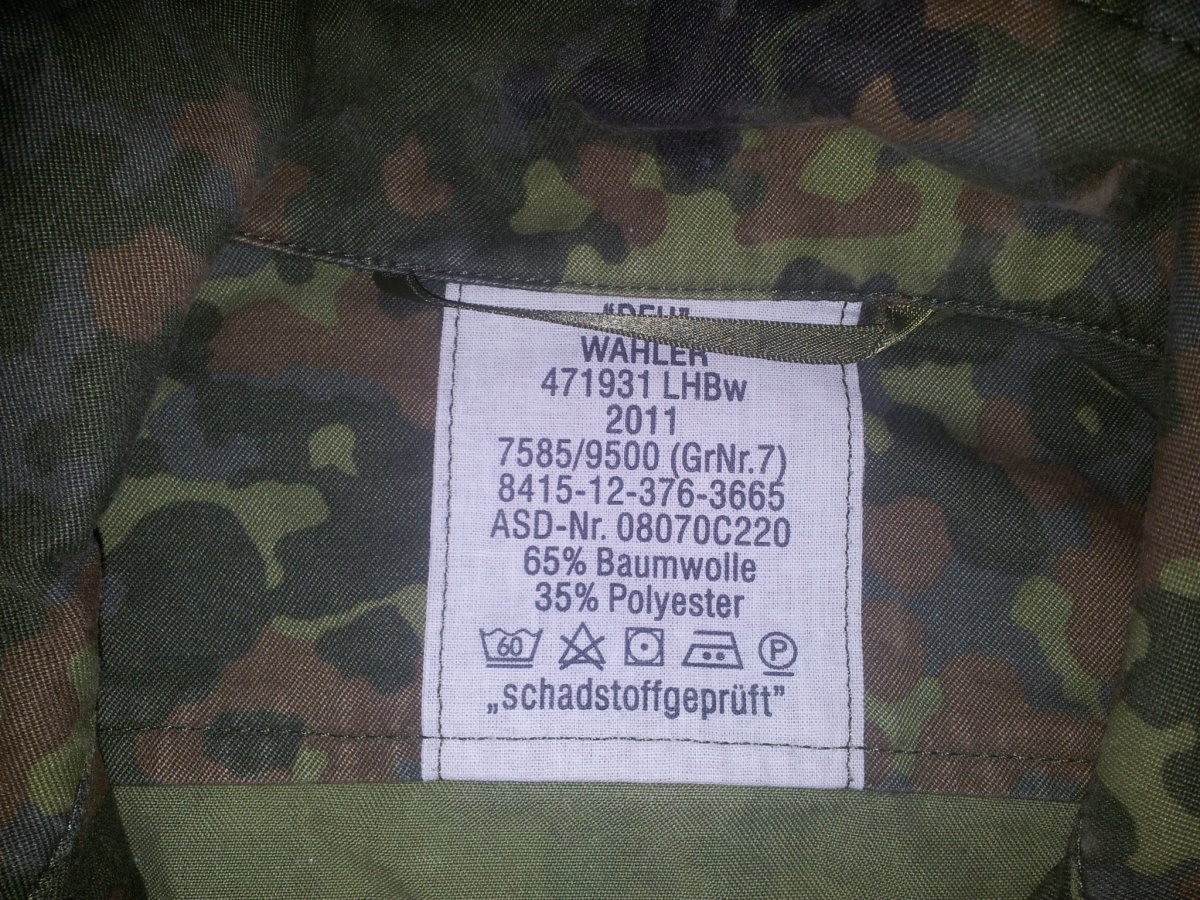 WAHLER
471931 LHBw
2011
7585/9500 (GrNr.7)
8415-12-376-3665
ASD-Nr. 08070C220
65% Baumwolle
35% Polyester
60 P
„schadstoffgeprüft"